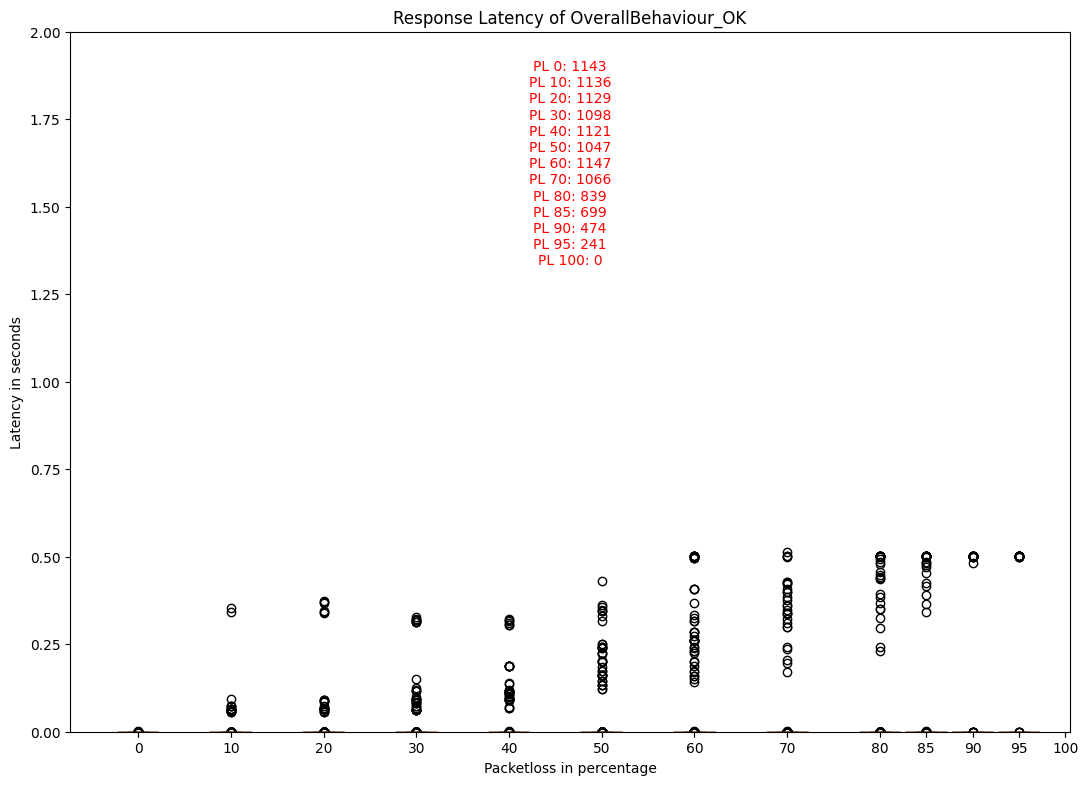 Response Latency of OverallBehaviour_OK
2.00
1.75
1.50
1.25
1.00
0.75
0.50
0.25
0.00
Latency in seconds
PL 0: 1143
PL 10: 1136
PL 20: 1129
PL 30: 1098
PL 40: 1121
PL 50: 1047
PL 60: 1147
PL 70: 1066
PL 80: 839
PL 85: 699
PL 90: 474
PL 95: 241
PL 100: 0
0 10 20 30 40 50 60 70 80 85 90 95 100
Packetloss in percentage